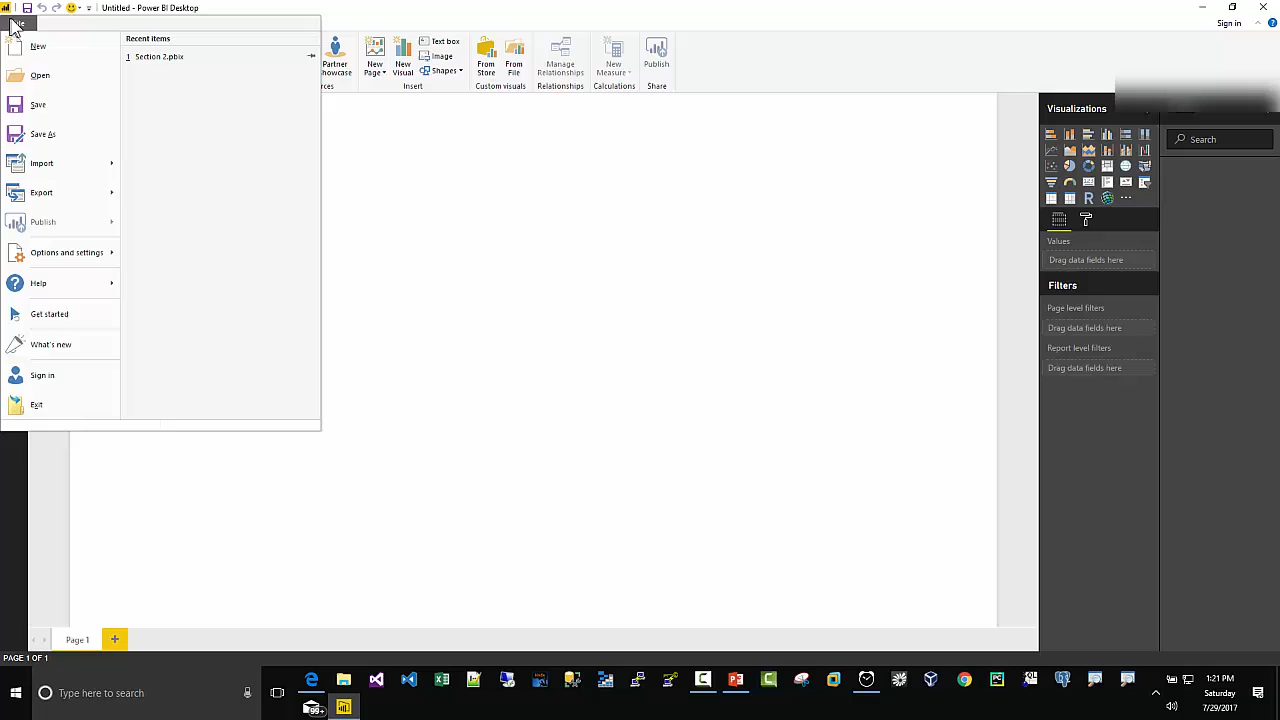 Untitled - Power BI Desktop
Sign in
New
Open
Save
Save As
Import
Export
Publish
Options and settings
Help
Get started
What's new
Sign in
Exit
Recent items
1 Section 2.pbix
Partner
Showcase
New
Page
New
Visual
Text box
Image
Shapes
Insert
From
Store
From
File
Custom visuals
Manage
Relationships
Relationships
New
Measure
Calculations
Publish
Share
Visualizations
R
Values
Drag data fields here
Filters
Page level filters
Drag data fields here
Report level filters
Drag data fields here
Search
Page 1
PAGE 1 OF 1
Type here to search
99+
1:21 PM
Saturday
7/29/2017